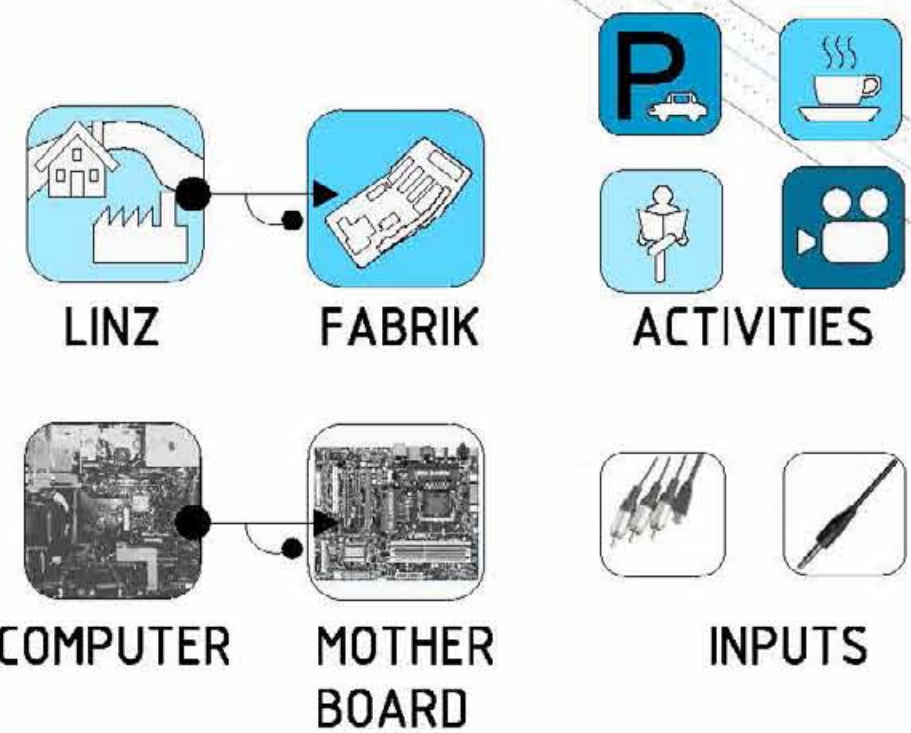 P
LINZ
FABRIK
ACTIVITIES
COMPUTER
MOTHER
BOARD
INPUTS